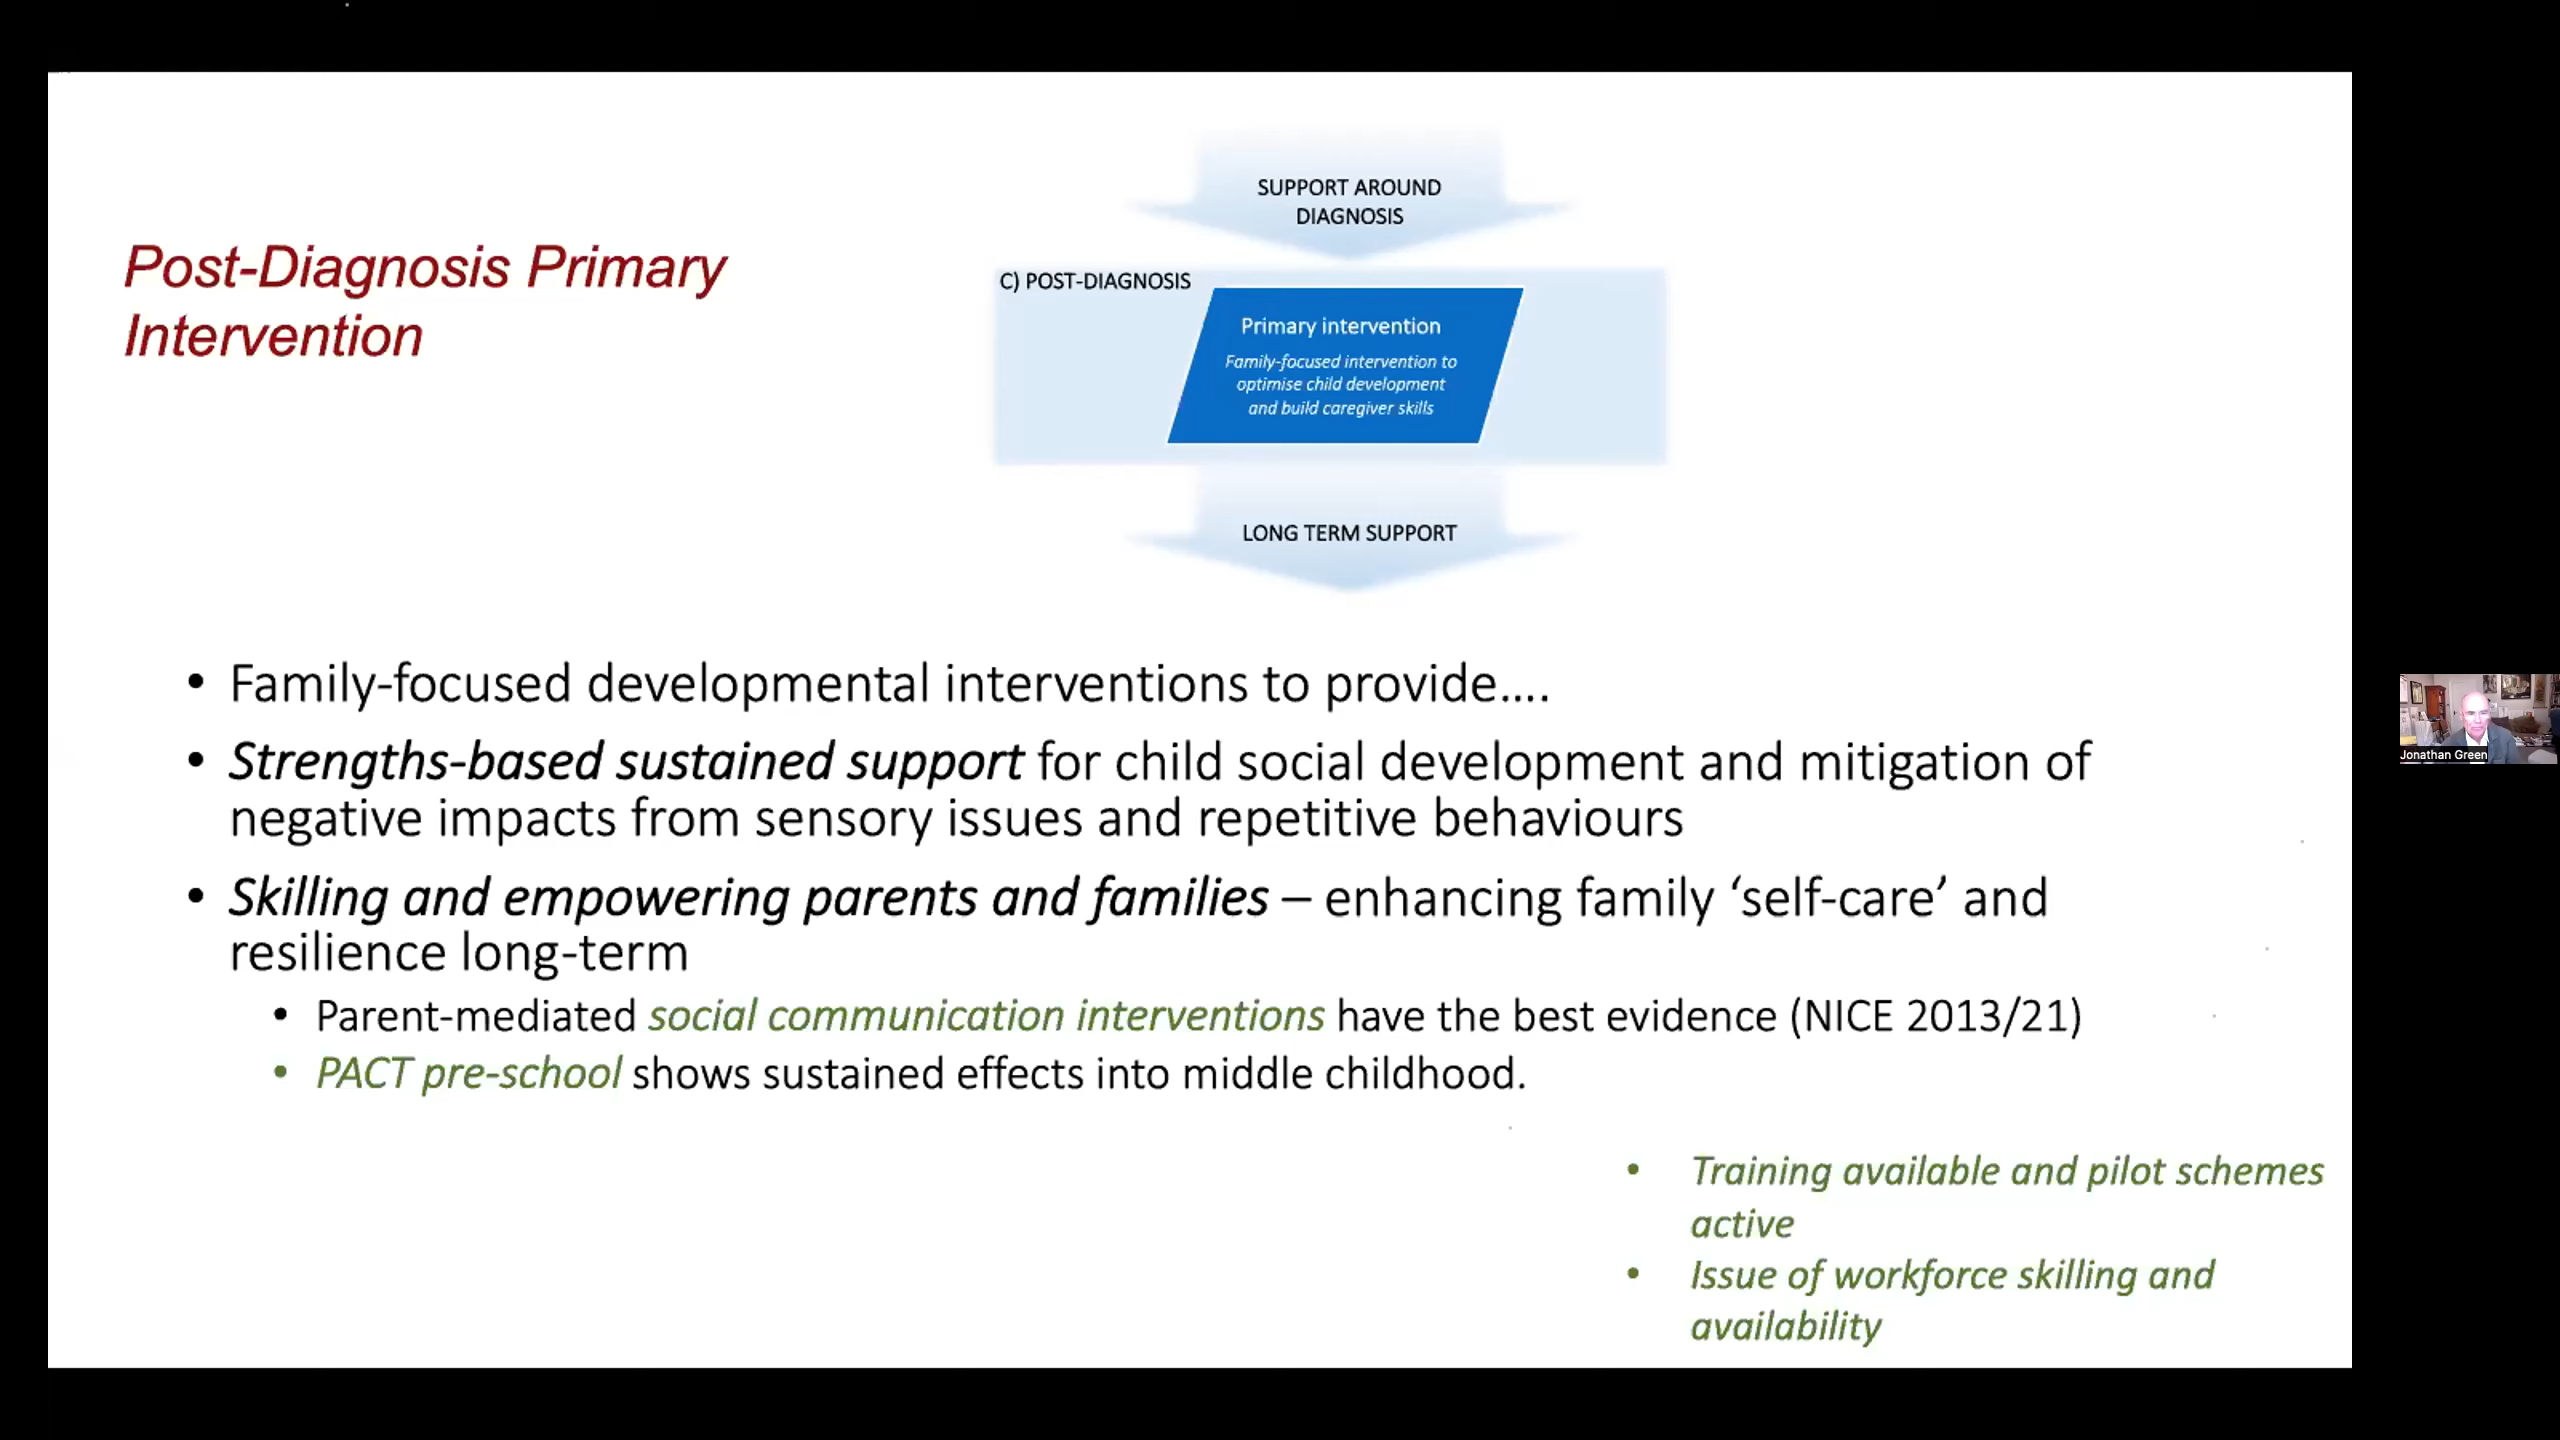 Post-Diagnosis Primary
Intervention
SUPPORT AROUND
DIAGNOSIS
C) POST-DIAGNOSIS
Primary intervention
Family-focused intervention to
optimise child development
and build caregiver skills
LONG TERM SUPPORT
• Family-focused developmental interventions to provide....
• Strengths-based sustained support for child social development and mitigation of
negative impacts from sensory issues and repetitive behaviours
• Skilling and empowering parents and families – enhancing family ‘self-care’ and
resilience long-term
• Parent-mediated social communication interventions have the best evidence (NICE 2013/21)
• PACT pre-school shows sustained effects into middle childhood.
• Training available and pilot schemes
active
• Issue of workforce skilling and
availability
Jonathan Green